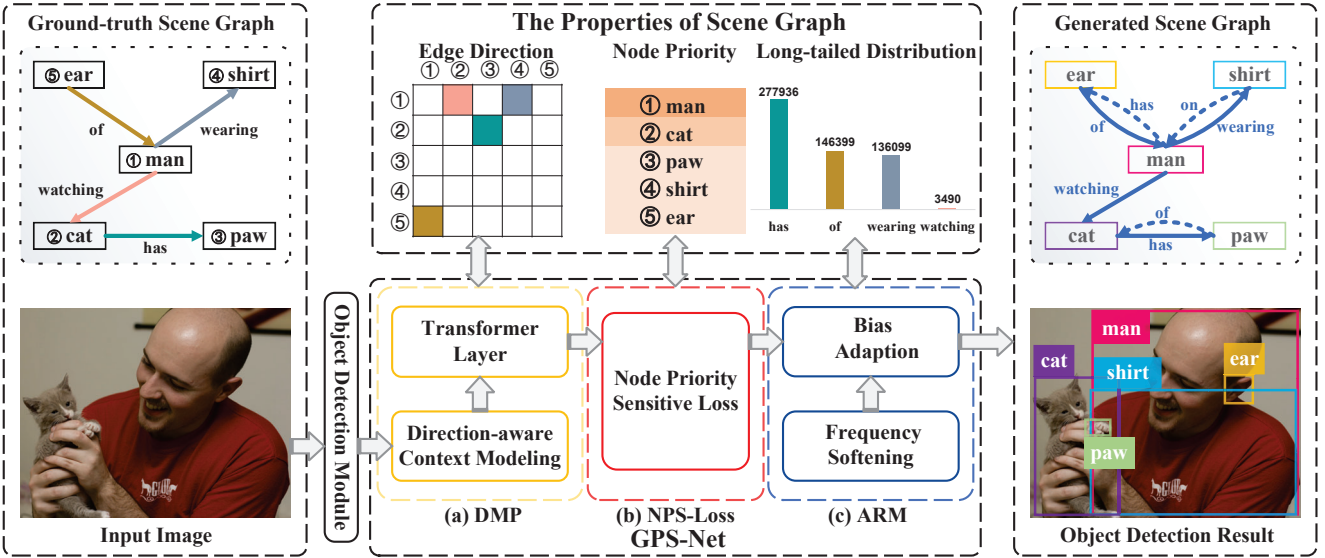 Ground-truth Scene Graph
⑤ ear
④ shirt
of
wearing
① man
watching
② cat
has
③ paw
Input Image
The Properties of Scene Graph
Edge Direction
① ② ③ ④ ⑤
①
②
③
④
⑤
Node Priority
① man
② cat
③ paw
④ shirt
⑤ ear
Long-tailed Distribution
277936
146399
136099
3490
has of wearing watching
Object Detection Module
Transformer
Layer
Direction-aware
Context Modeling
(a) DMP
Node Priority
Sensitive Loss
(b) NPS-Loss
Bias
Adaption
Frequency
Softening
(c) ARM
GPS-Net
Generated Scene Graph
ear
shirt
has
on
of
wearing
man
watching
of
cat
has
paw
man
cat
shirt
ear
paw
Object Detection Result